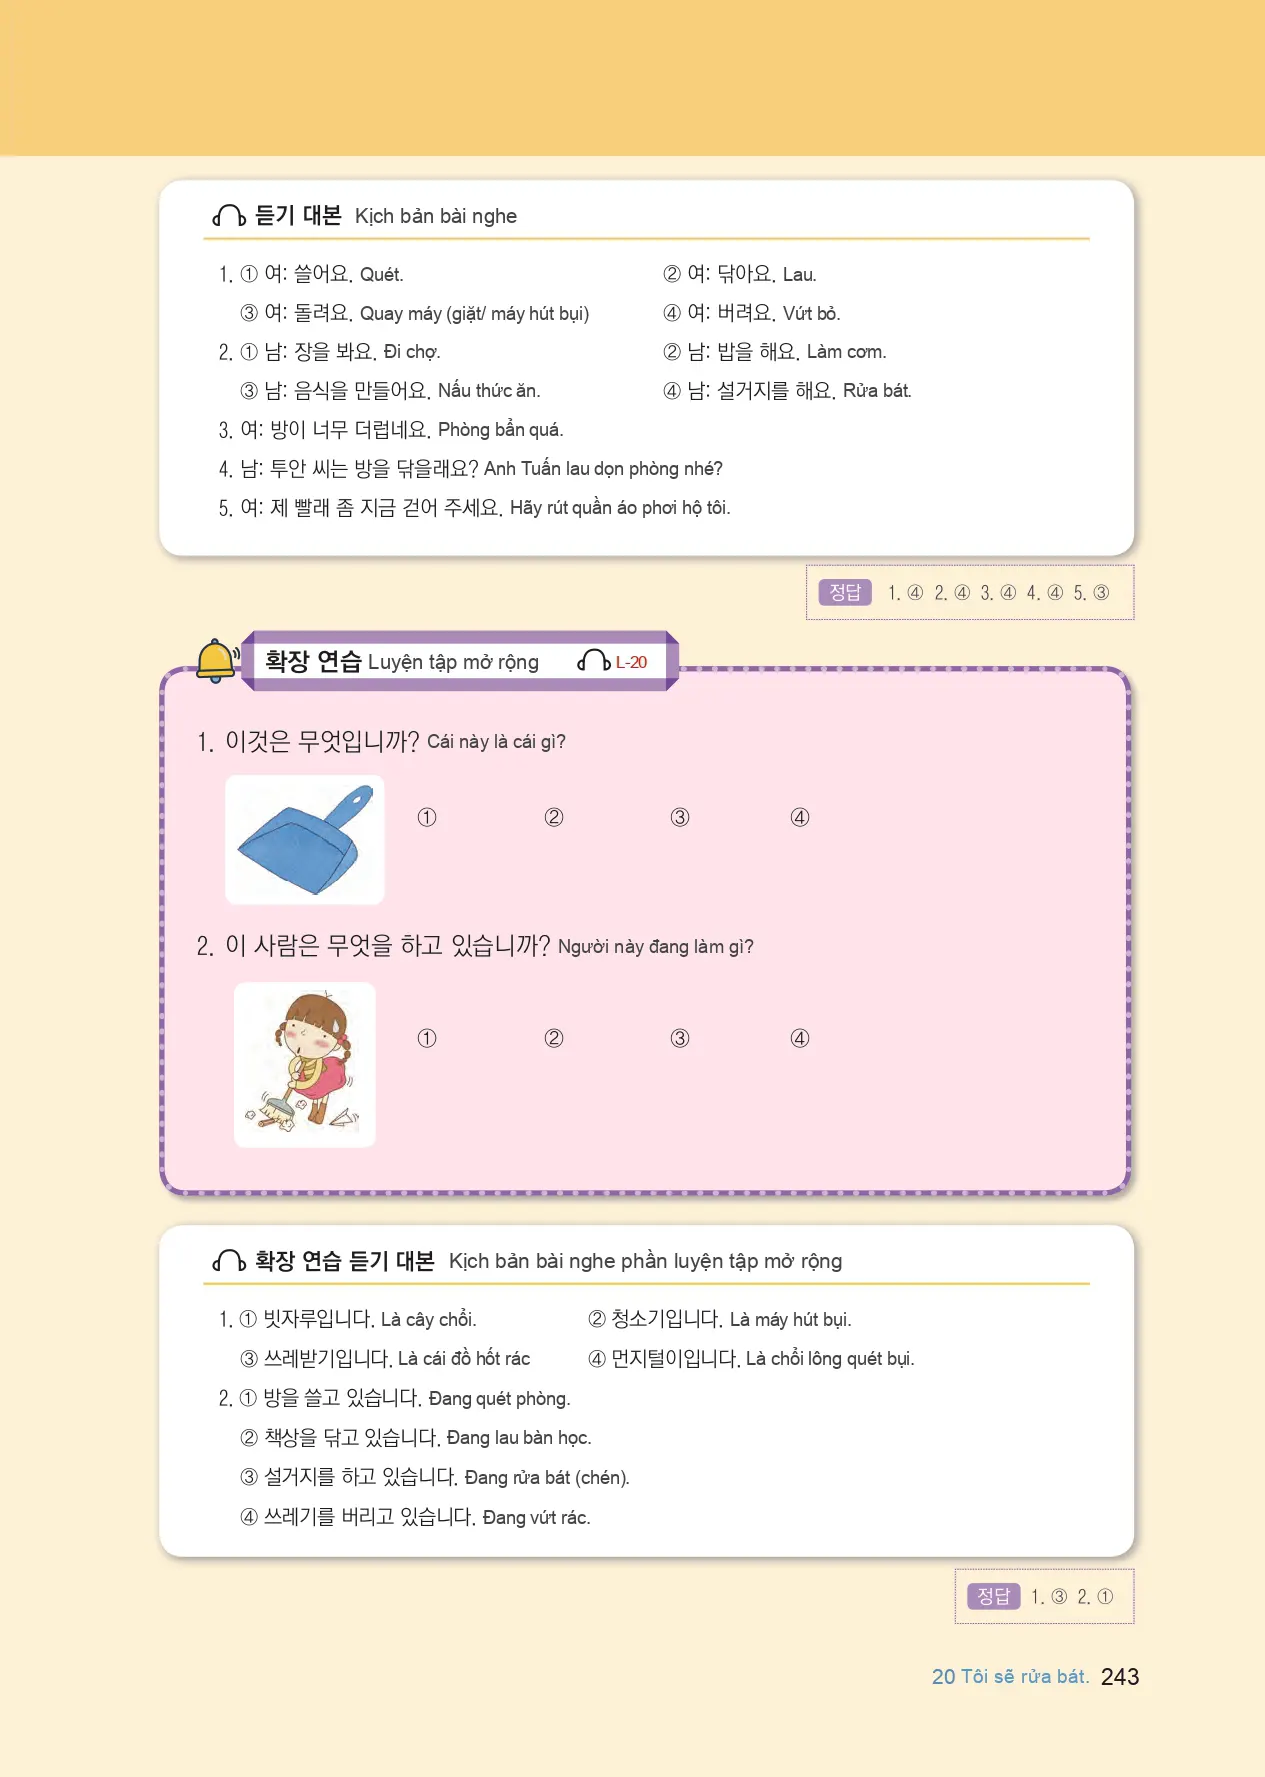 듣기 대본 Kịch bản bài nghe
1. ① 여: 쓸어요. Quét. ② 여: 닦아요. Lau.
③ 여: 돌려요. Quay máy (giặt/ máy hút bụi) ④ 여: 버려요. Vứt bỏ.
2. ① 남: 장을 봐요. Đi chợ. ② 남: 밥을 해요. Làm cơm.
③ 남: 음식을 만들어요. Nấu thức ăn. ④ 남: 설거지를 해요. Rửa bát.
3. 여: 방이 너무 더럽네요. Phòng bẩn quá.
4. 남: 투안 씨는 방을 닦을래요? Anh Tuấn lau dọn phòng nhé?
5. 여: 제 빨래 좀 지금 걷어 주세요. Hãy rút quần áo phơi hộ tôi.
정답 1. ④ 2. ④ 3. ④ 4. ④ 5. ③
확장 연습 Luyện tập mở rộng L-20
1. 이것은 무엇입니까? Cái này là cái gì?
① ② ③ ④
2. 이 사람은 무엇을 하고 있습니까? Người này đang làm gì?
① ② ③ ④
확장 연습 듣기 대본 Kịch bản bài nghe phần luyện tập mở rộng
1. ① 빗자루입니다. Là cây chổi. ② 청소기입니다. Là máy hút bụi.
③ 쓰레받기입니다. Là cái đồ hốt rác ④ 먼지털이입니다. Là chổi lông quét bụi.
2. ① 방을 쓸고 있습니다. Đang quét phòng.
② 책상을 닦고 있습니다. Đang lau bàn học.
③ 설거지를 하고 있습니다. Đang rửa bát (chén).
④ 쓰레기를 버리고 있습니다. Đang vứt rác.
정답 1. ③ 2. ①
20 Tôi sẽ rửa bát. 243